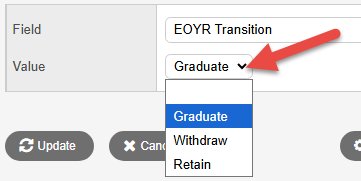 Field EOYR Transition
Value Graduate
Graduate
Update Canc Withdraw
Retain